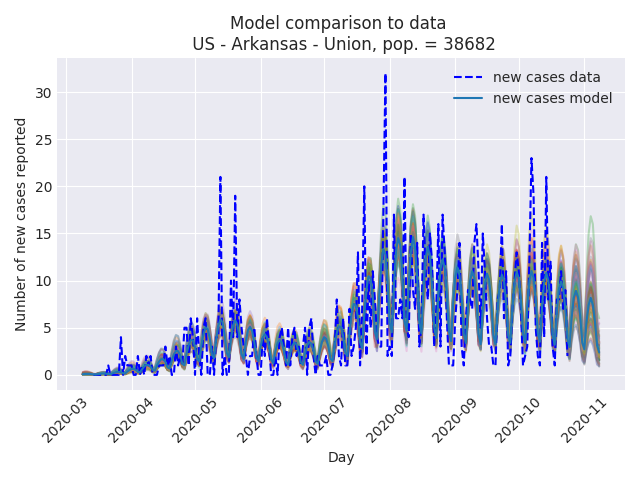 Model comparison to data
US - Arkansas - Union, pop. = 38682
new cases data
new cases model
Number of new cases reported
30
25
20
15
10
5
0
2020-03
2020-04
2020-05
2020-06
2020-07
2020-08
2020-09
2020-10
2020-11
Day